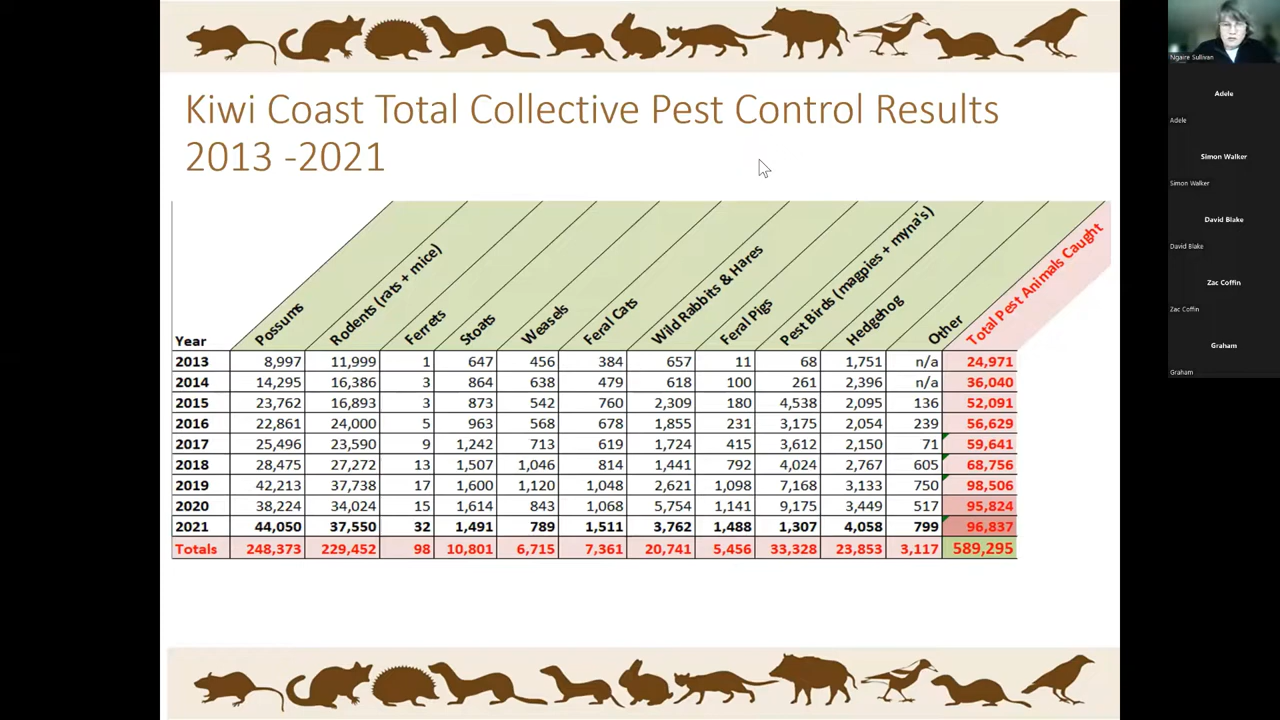 Kiwi Coast Total Collective Pest Control Results
2013 -2021
Year Possums Rodents (rats + mice) Ferrets Stoats Weasels Feral Cats Wild Rabbits & Hares Feral Pigs Pest Birds (magpies + myna's) Hedgehog Other Total Pest Animals Caught
2013 8,997 11,999 1 647 456 384 657 11 68 1,751 n/a 24,971
2014 14,295 16,386 3 864 638 479 618 100 261 2,396 n/a 36,040
2015 23,762 16,893 3 873 542 760 2,309 180 4,538 2,095 136 52,091
2016 22,861 24,000 5 963 568 678 1,855 231 3,175 2,054 239 56,629
2017 25,496 23,590 9 1,242 713 619 1,724 415 3,612 2,150 71 59,641
2018 28,475 27,272 13 1,507 1,046 814 1,441 792 4,024 2,767 605 68,756
2019 42,213 37,738 17 1,600 1,120 1,048 2,621 1,098 7,168 3,133 750 98,506
2020 38,224 34,024 15 1,614 843 1,068 5,754 1,141 9,175 3,449 517 95,824
2021 44,050 37,550 32 1,491 789 1,511 3,762 1,488 1,307 4,058 799 96,837
Totals 248,373 229,452 98 10,801 6,715 7,361 20,741 5,456 33,328 23,853 3,117 589,295
Ngaire Sullivan
Adele
Adele
Simon Walker
Simon Walker
David Blake
David Blake
Zac Coffin
Zac Coffin
Graham
Graham